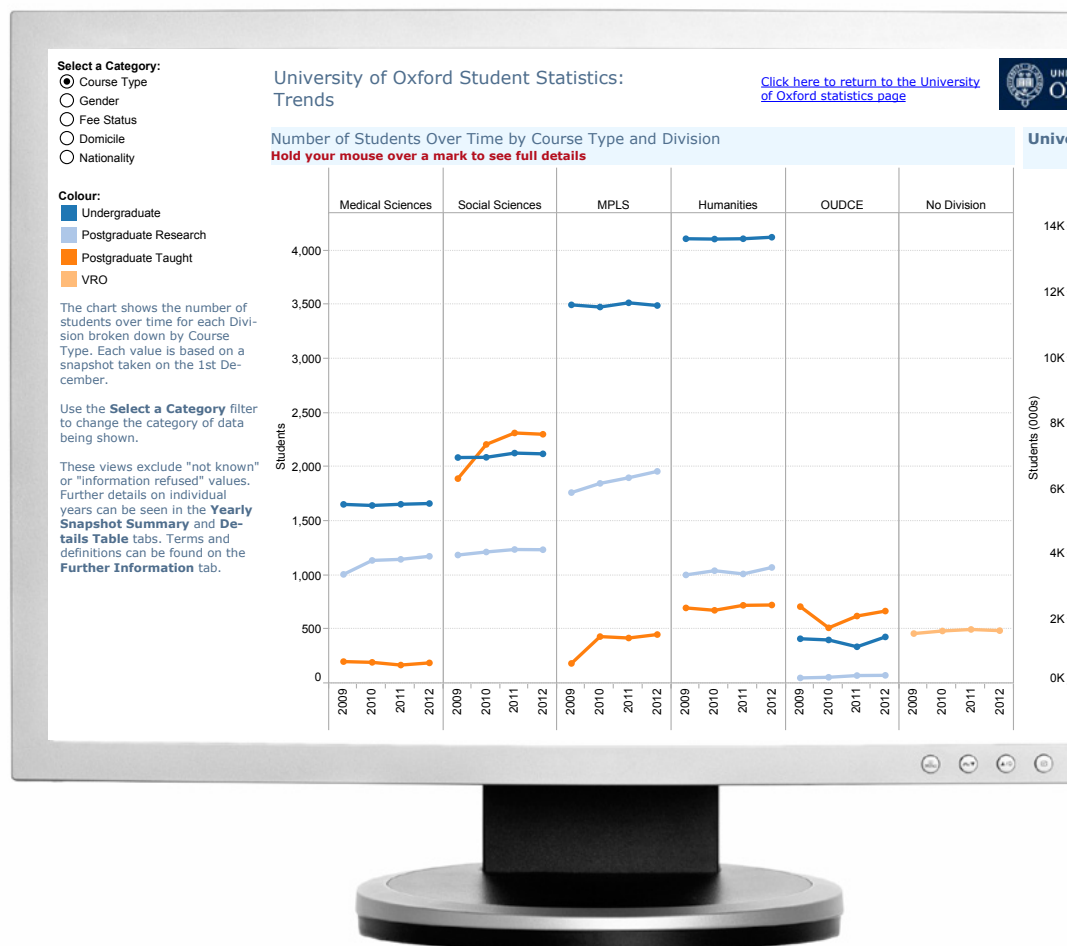 Select a Category:
Course Type
Gender
Fee Status
Domicile
Nationality
Colour:
Undergraduate
Postgraduate Research
Postgraduate Taught
VRO
The chart shows the number of
students over time for each Divi-
sion broken down by Course
Type. Each value is based on a
snapshot taken on the 1st De-
cember.
Use the Select a Category filter
to change the category of data
being shown.
These views exclude "not known"
or "information refused" values.
Further details on individual
years can be seen in the Yearly
Snapshot Summary and De-
tails Table tabs. Terms and
definitions can be found on the
Further Information tab.
University of Oxford Student Statistics:
Trends
Click here to return to the University
of Oxford statistics page
Number of Students Over Time by Course Type and Division
Hold your mouse over a mark to see full details
Medical Sciences Social Sciences MPLS Humanities OUDCE No Division
Students
4,000
3,500
3,000
2,500
2,000
1,500
1,000
500
0
2009 2010 2011 2012 2009 2010 2011 2012 2009 2010 2011 2012 2009 2010 2011 2012 2009 2010 2011 2012 2009 2010 2011 2012
Students (000s)
14K
12K
10K
8K
6K
4K
2K
0K